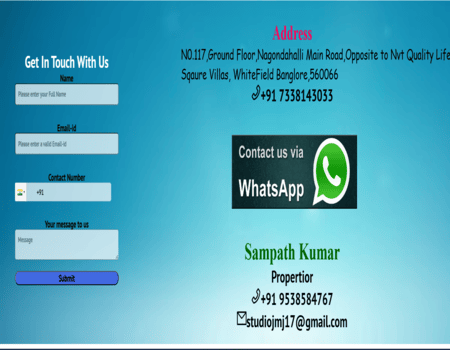 Get In Touch With Us
Name
Please enter your Full Name
Email-Id
Please enter a valid Email-Id
Contact Number
+91
Your message to us
Message
Submit
Address
NO.117,Ground Floor,Nagondahalli Main Road,Opposite to Nvt Quality Life
Sqaure Villas, WhiteField Banglore,560066
+91 7338143033
Contact us via
WhatsApp
Sampath Kumar
Propertior
+91 9538584767
studiojmj17@gmail.com